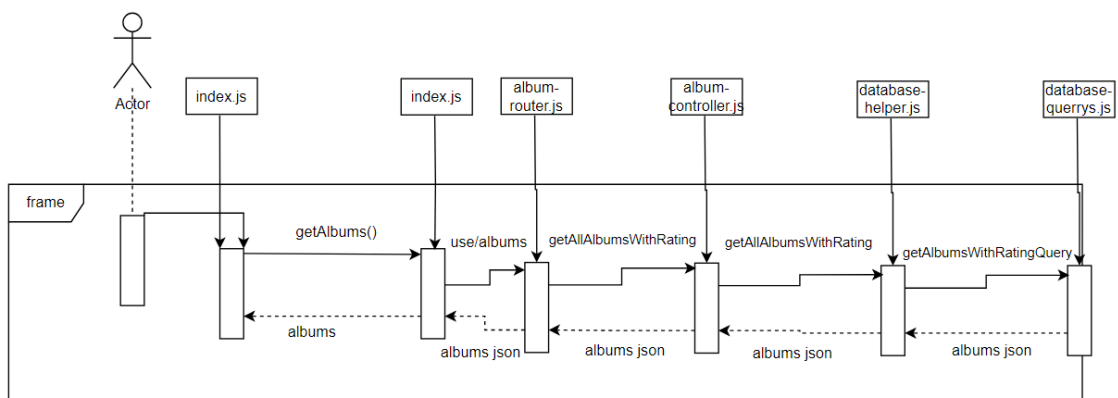 Actor
index.js
index.js
album-
router.js
album-
controller.js
database-
helper.js
database-
querys.js
frame
getAlbums()
use/albums
getAllAlbumsWithRating
getAllAlbumsWithRating
getAlbumsWithRatingQuery
albums
albums json
albums json
albums json
albums json